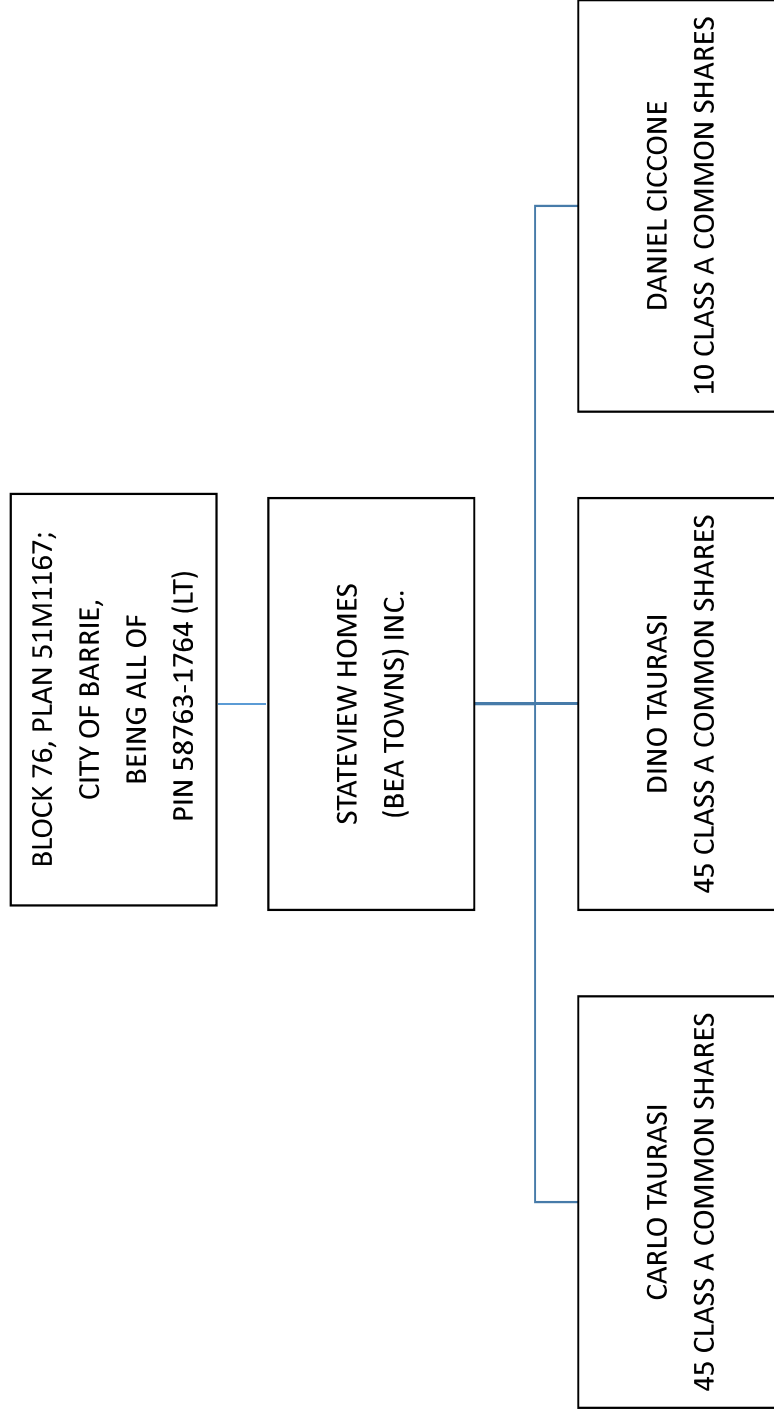 BLOCK 76, PLAN 51M1167;
CITY OF BARRIE,
BEING ALL OF
PIN 58763-1764 (LT)
STATEVIEW HOMES
(BEA TOWNS) INC.
CARLO TAURASI
45 CLASS A COMMON SHARES
DINO TAURASI
45 CLASS A COMMON SHARES
DANIEL CICCONE
10 CLASS A COMMON SHARES